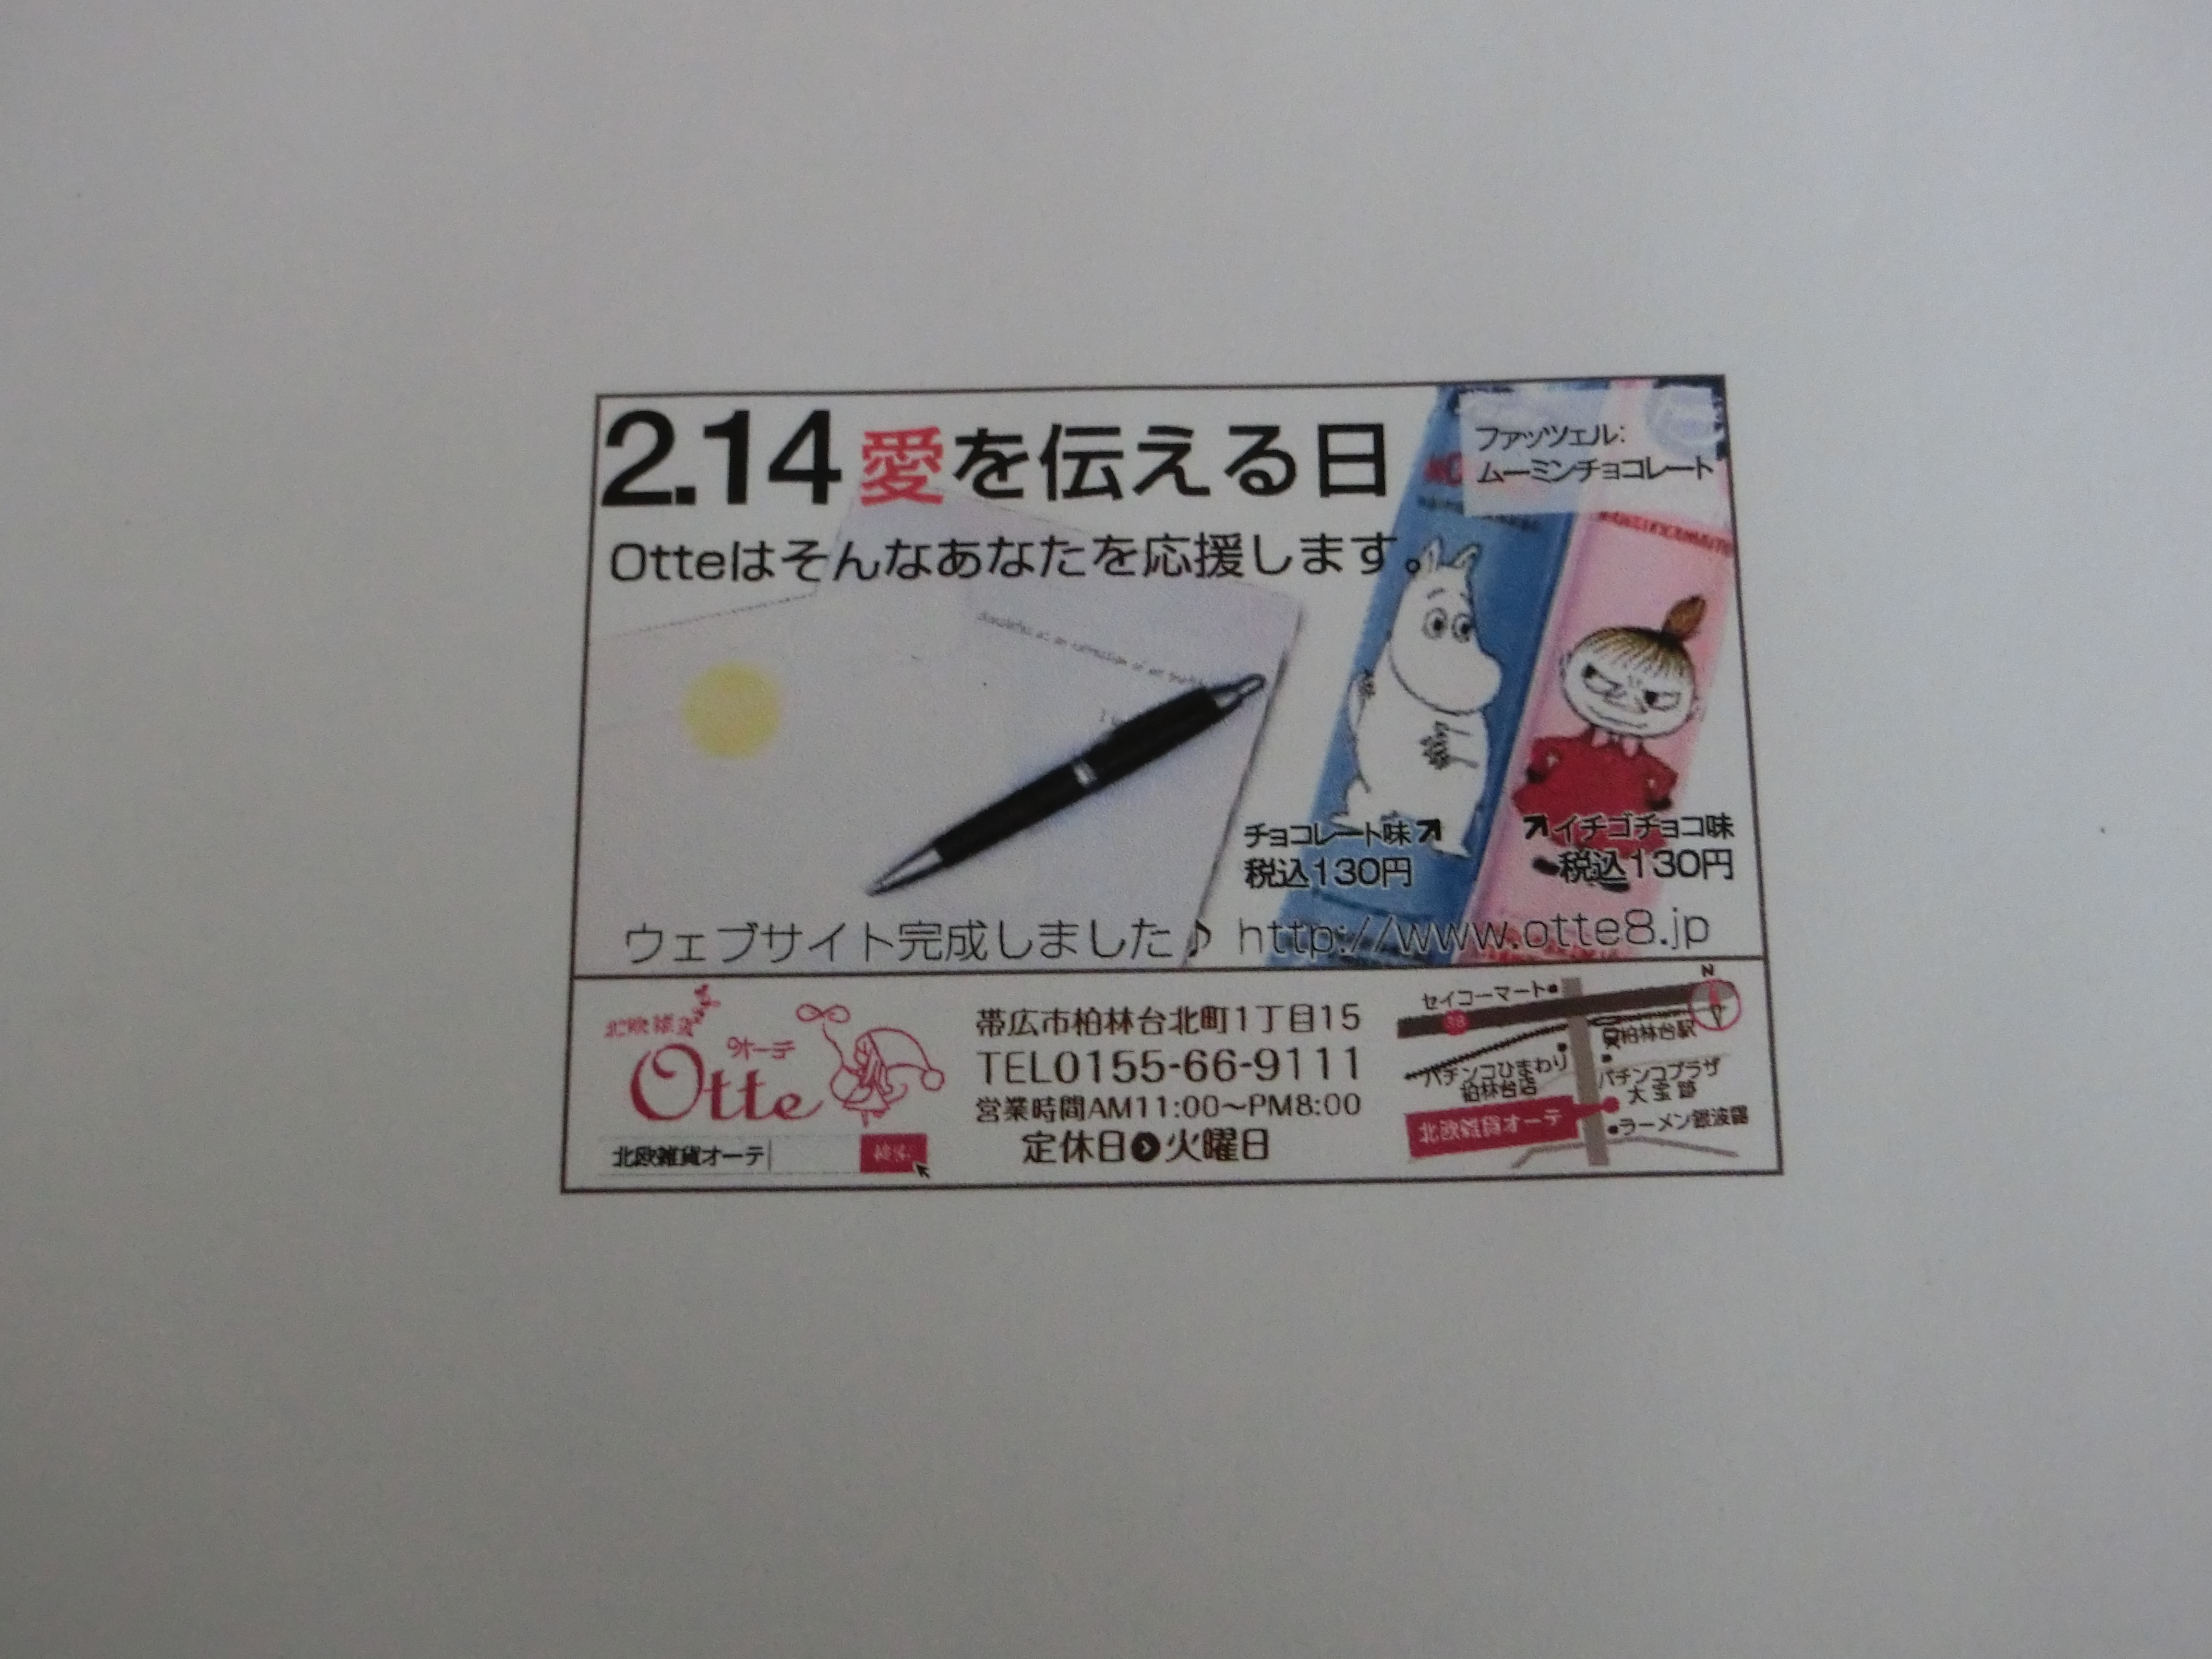 2.14 愛を伝える日
ファッツェル:
ムーミンチョコレート
Otteはそんなあなたを応援します。
チョコレート味
税込130円
イチゴチョコ味
税込130円
ウェブサイト完成しました♪ http://www.otte8.jp
北欧雑貨
オーテ
Otte
北欧雑貨オーテ
検索
帯広市柏林台北町1丁目15
TEL0155-66-9111
営業時間AM11:00〜PM8:00
定休日 火曜日
N
セイコーマート
38
柏林台駅
パチンコひまわり
柏林台店
パチンコプラザ
大宝跡
北欧雑貨オーテ
ラーメン銀波露